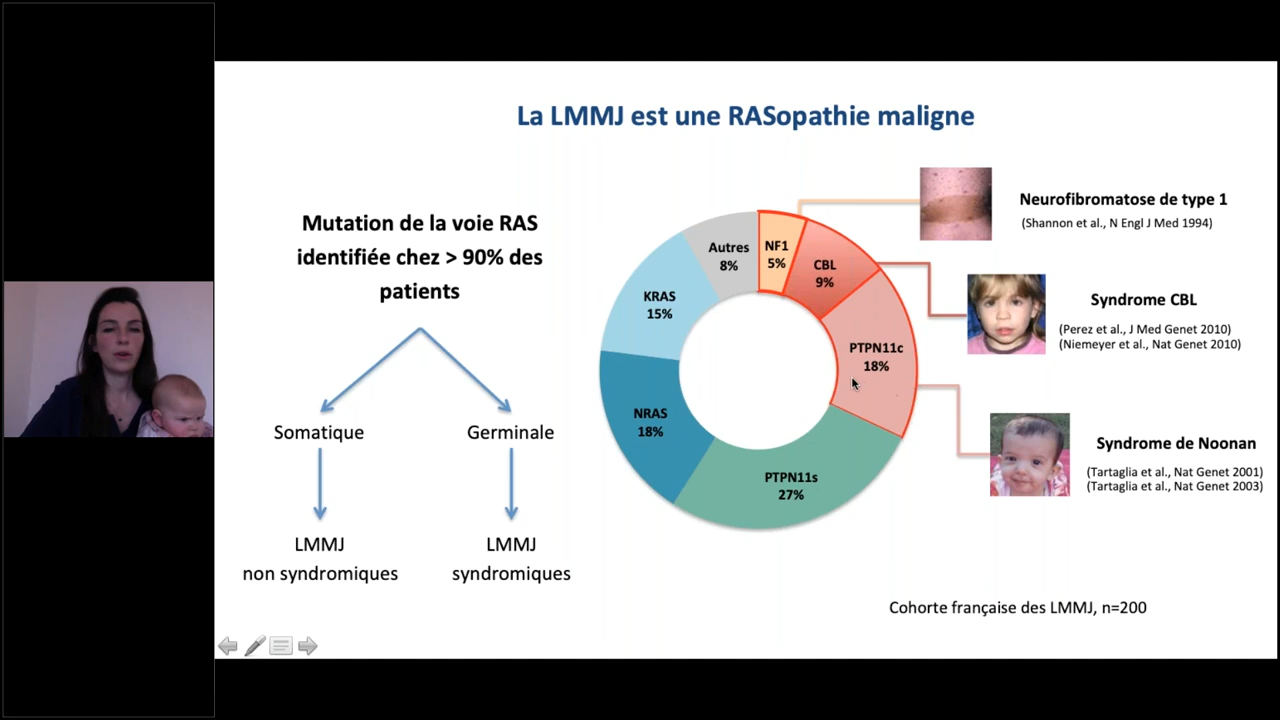 La LMMJ est une RASopathie maligne
Mutation de la voie RAS
identifiée chez > 90% des
patients
Somatique
Germinale
LMMJ
non syndromiques
LMMJ
syndromiques
Autres
8%
NF1
5%
CBL
9%
KRAS
15%
PTPN11c
18%
NRAS
18%
PTPN11s
27%
Neurofibromatose de type 1
(Shannon et al., N Engl J Med 1994)
Syndrome CBL
(Perez et al., J Med Genet 2010)
(Niemeyer et al., Nat Genet 2010)
Syndrome de Noonan
(Tartaglia et al., Nat Genet 2001)
(Tartaglia et al., Nat Genet 2003)
Cohorte française des LMMJ, n=200